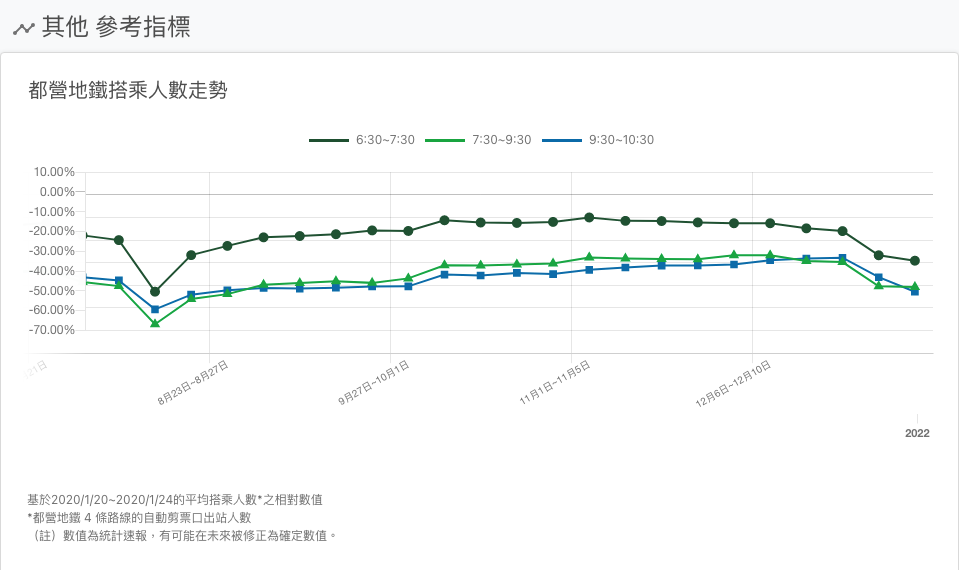 其他 參考指標
都營地鐵搭乘人數走勢
6:30~7:30 7:30~9:30 9:30~10:30
10.00%
0.00%
-10.00%
-20.00%
-30.00%
-40.00%
-50.00%
-60.00%
-70.00%
21日 8月23日~8月27日 9月27日~10月1日 11月1日~11月5日 12月6日~12月10日
2022
基於2020/1/20~2020/1/24的平均搭乘人數*之相對數值
*都營地鐵 4 條路線的自動剪票口出站人數
（註）數值為統計速報，有可能在未來被修正為確定數值。